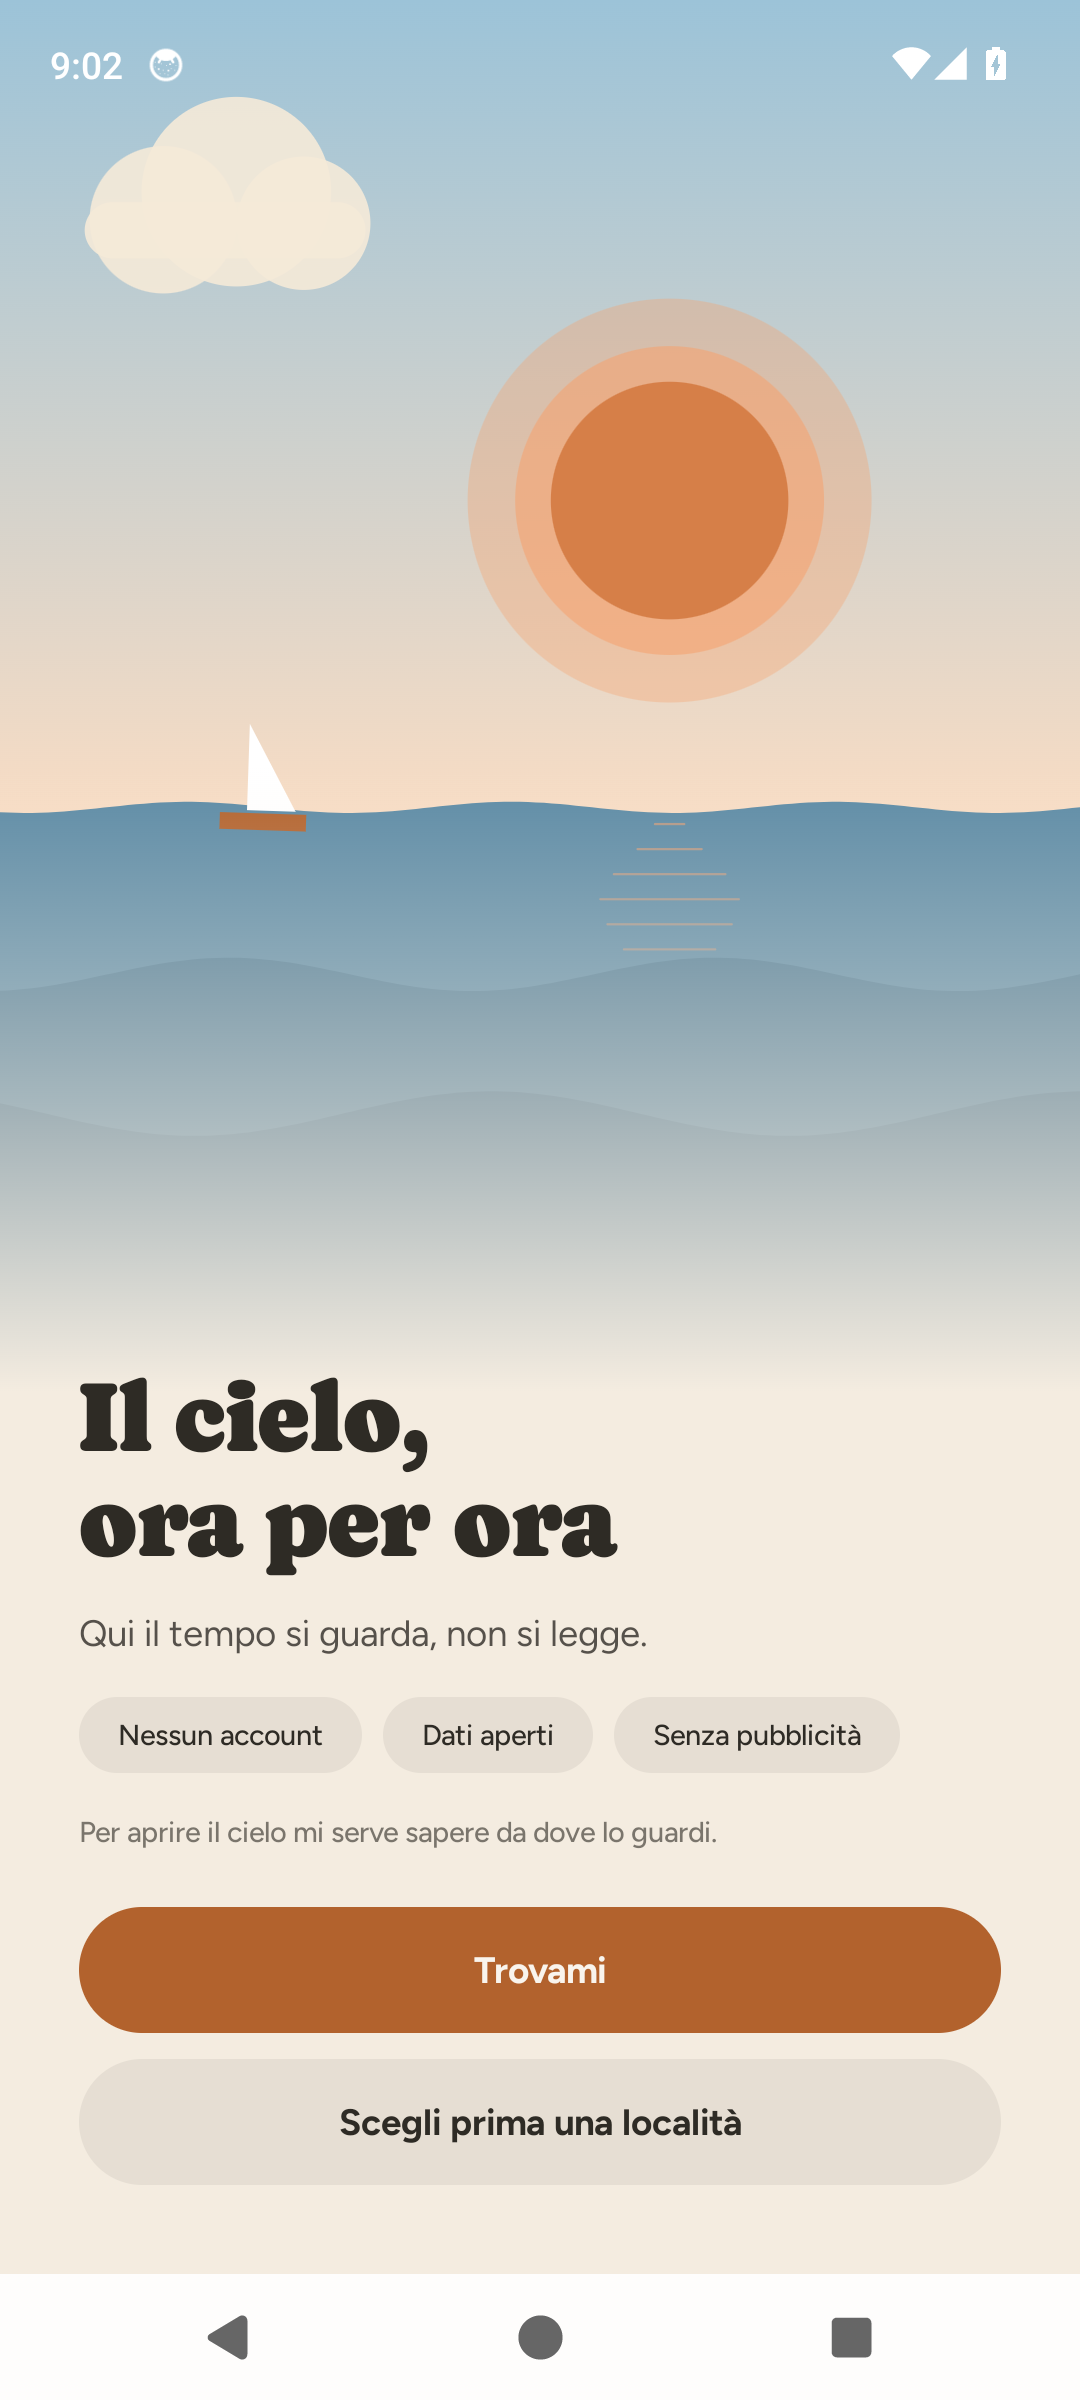 9:02
Il cielo,
ora per ora
Qui il tempo si guarda, non si legge.
Nessun account
Dati aperti
Senza pubblicità
Per aprire il cielo mi serve sapere da dove lo guardi.
Trovami
Scegli prima una località